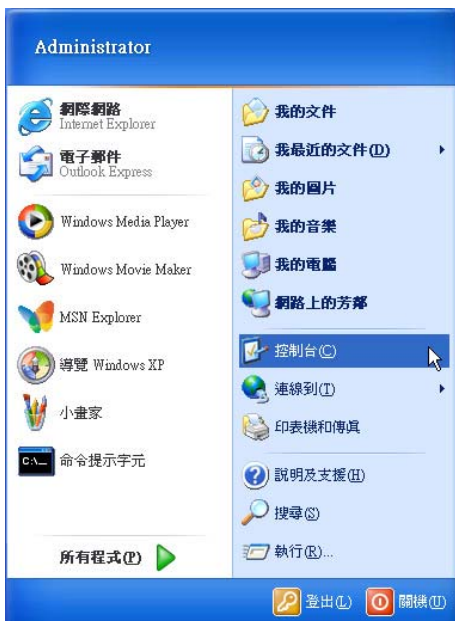 Administrator
網際網路
Internet Explorer
電子郵件
Outlook Express
Windows Media Player
Windows Movie Maker
MSN Explorer
導覽 Windows XP
小畫家
C:\_
命令提示字元
所有程式(P)
我的文件
我最近的文件(D)
我的圖片
我的音樂
我的電腦
網路上的芳鄰
控制台(C)
連線到(T)
印表機和傳真
說明及支援(H)
搜尋(S)
執行(R)...
登出(L)
關機(U)